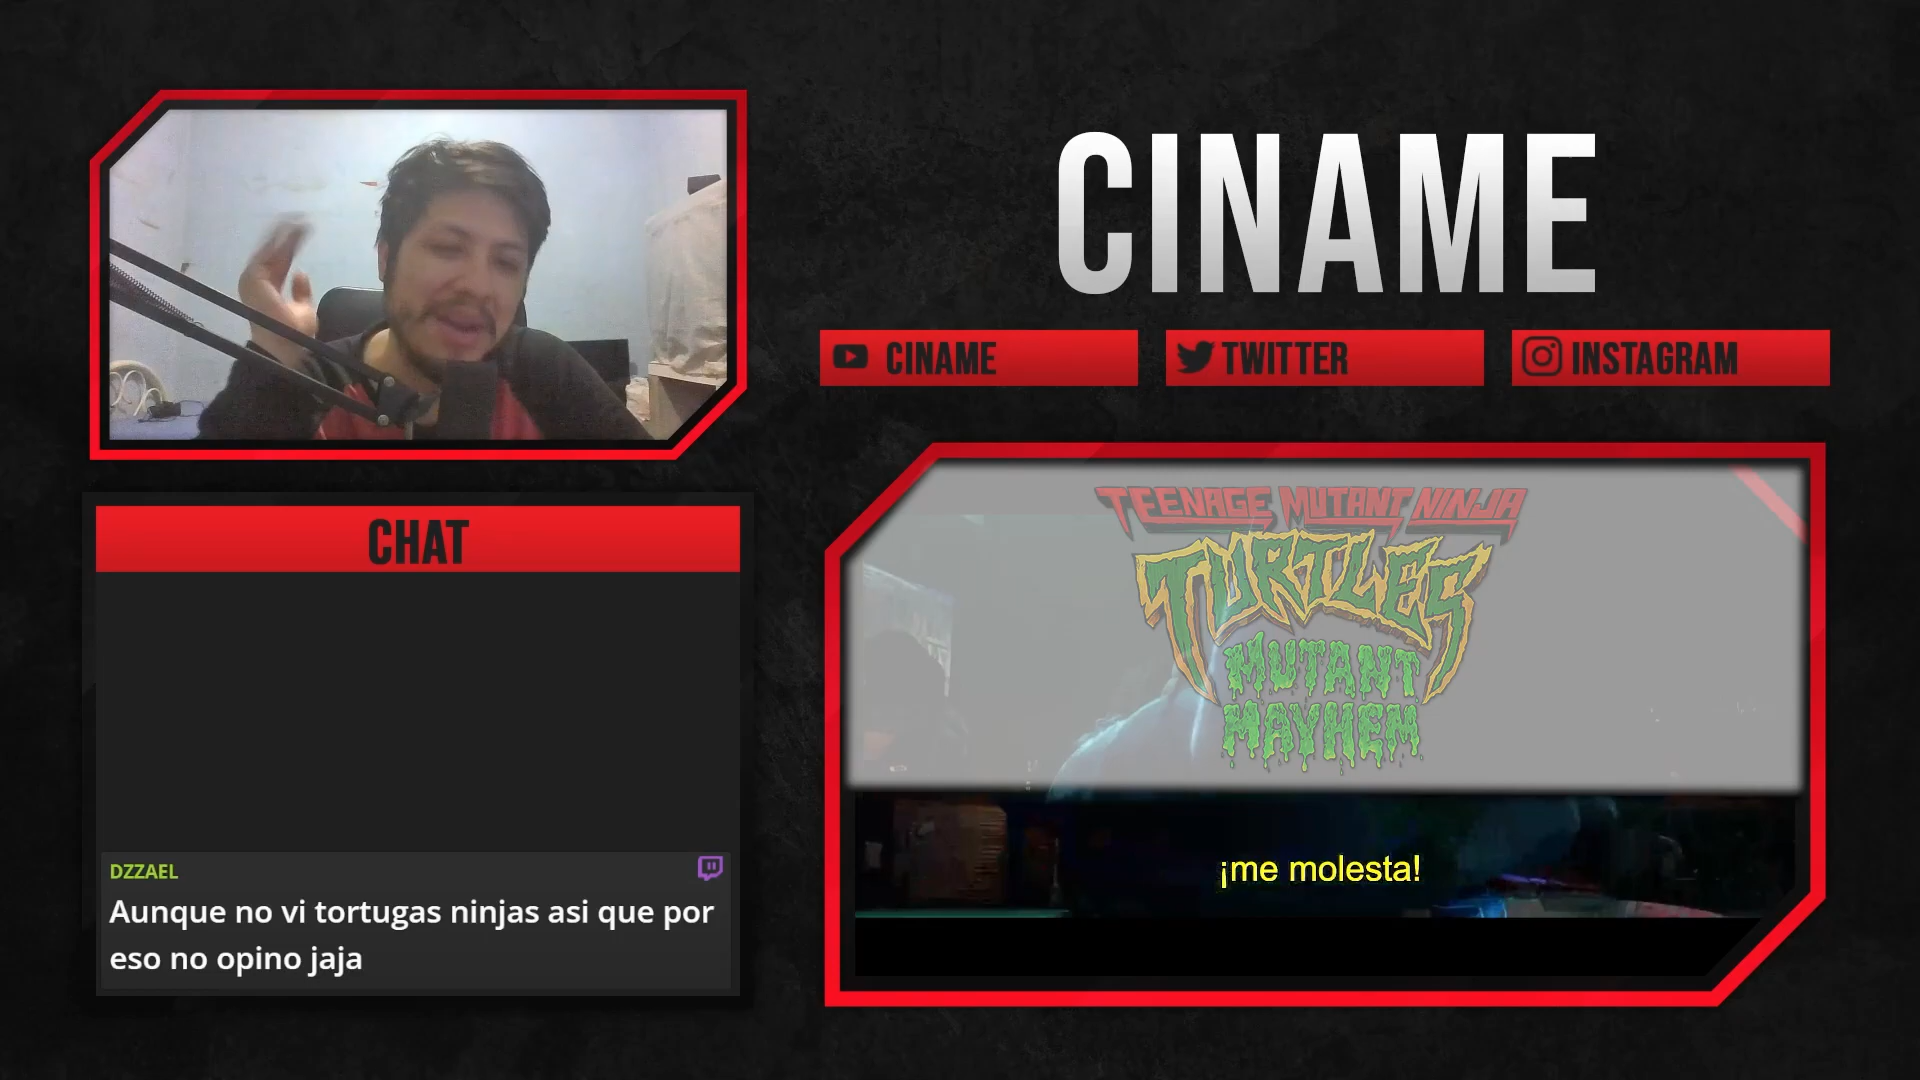 CINAME
CINAME
TWITTER
INSTAGRAM
CHAT
DZZAEL
Aunque no vi tortugas ninjas asi que por
eso no opino jaja
TEENAGE MUTANT NINJA
TURTLES
MUTANT
MAYHEM
¡me molesta!